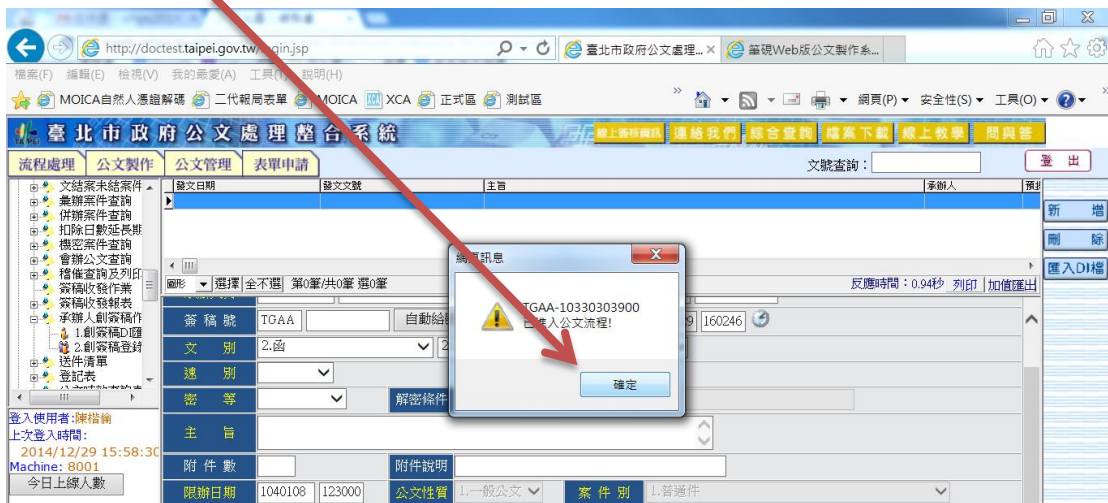 http://doctest.taipei.gov.tw/login.jsp
臺北市政府公文處理... ×
筆硯Web版公文製作系...
檔案(F) 編輯(E) 檢視(V) 我的最愛(A) 工具(T) 說明(H)
MOICA自然人憑證 解碼 二代報局表單 MOICA XCA 正式區 測試區 »
網頁(P) 安全性(S) 工具(O)
臺北市政府公文處理整合系統
線上簽核資訊 連絡我們 綜合查詢 檔案下載 線上教學 問與答
流程處理 公文製作 公文管理 表單申請 文號查詢: 登出
文結案未結案件
彙辦案件查詢
併辦案件查詢
扣除日數延長期
機密案件查詢
會辦公文查詢
稽催查詢及列印
簽稿收發作業
簽稿收發報表
承辦人創簽稿作
1.創簽稿DI匯
2.創簽稿登錄
送件清單
登記表
登入使用者:陳楷倫
上次登入時間:
2014/12/29 15:58:30
Machine: 8001
今日上線人數
發文日期 發文文號 主旨 承辦人
圖形 選擇 全不選 第0筆/共0筆 選0筆 反應時間:0.94秒 列印 加值匯出
新增
刪除
匯入DI檔
簽稿號 TGAA 自動給 160246
文別 2.函
速別
密等 解密條件
主旨
附件數 附件說明
限辦日期 1040108 123000 公文性質 1.一般公文 案件別 1.普通件
網頁訊息
TGAA-10330303900
已進入公文流程!
確定